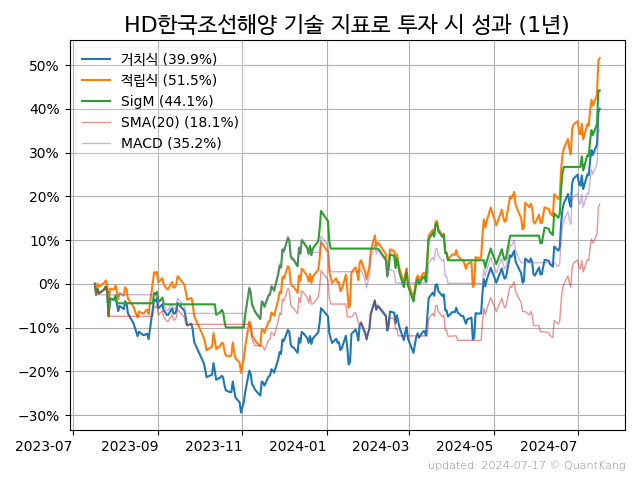 HD한국조선해양 기술 지표로 투자 시 성과 (1년)
거치식 (39.9%)
적립식 (51.5%)
SigM (44.1%)
SMA(20) (18.1%)
MACD (35.2%)
50%
40%
30%
20%
10%
0%
−10%
−20%
−30%
2023-07 2023-09 2023-11 2024-01 2024-03 2024-05 2024-07
updated: 2024-07-17 © QuantKang